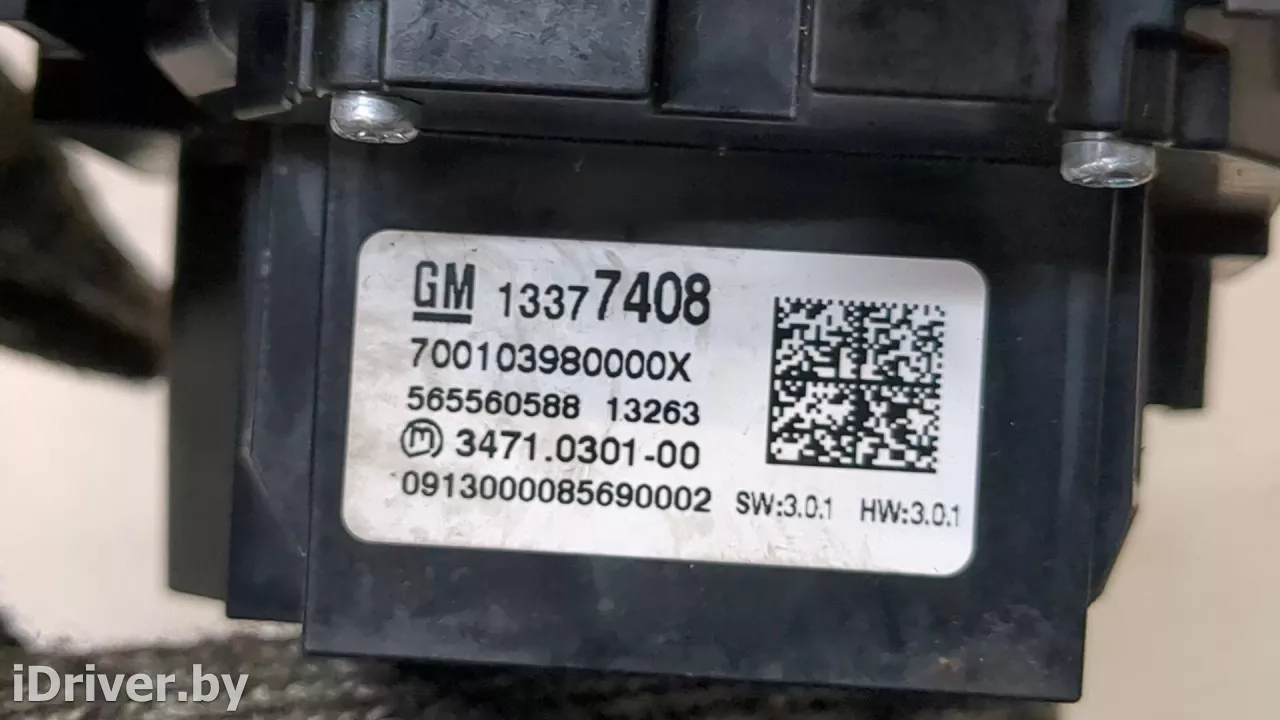 GM 13377408
700103980000X
565560588 13263
m 3471.0301-00
0913000085690002 SW:3.0.1 HW:3.0.1
iDriver.by